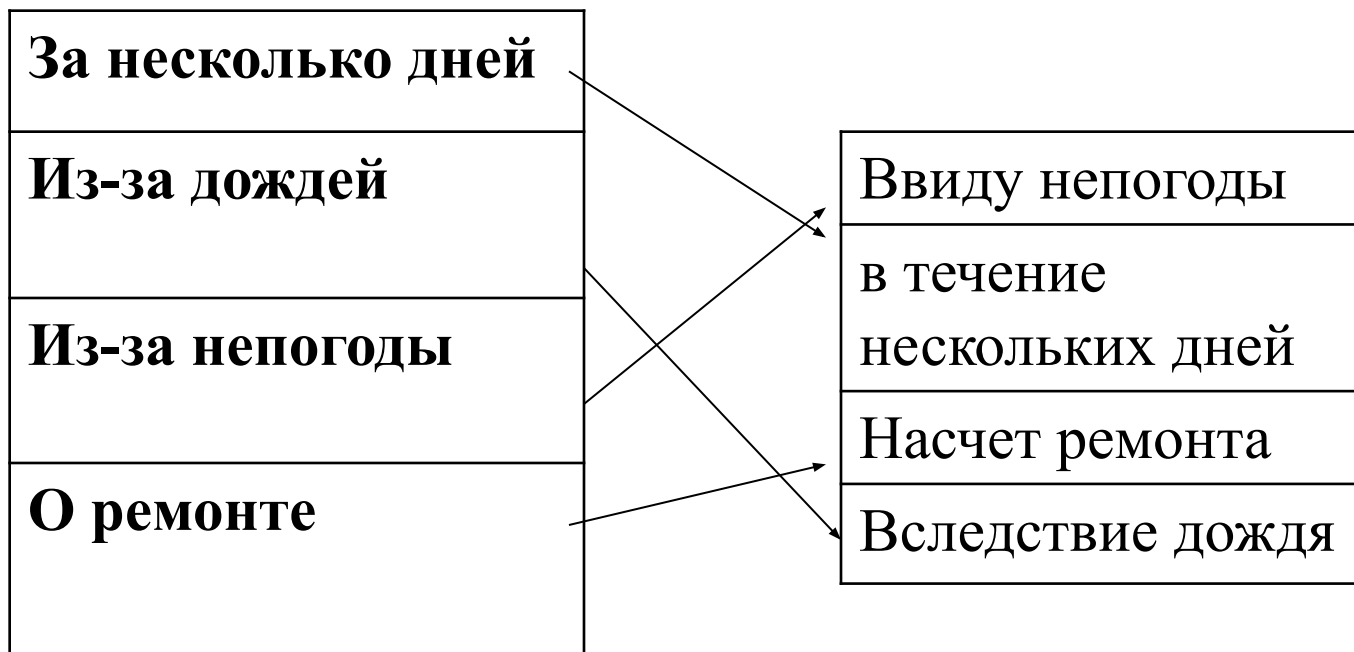 За несколько дней
Из-за дождей
Из-за непогоды
О ремонте
Ввиду непогоды
в течение
нескольких дней
Насчет ремонта
Вследствие дождя